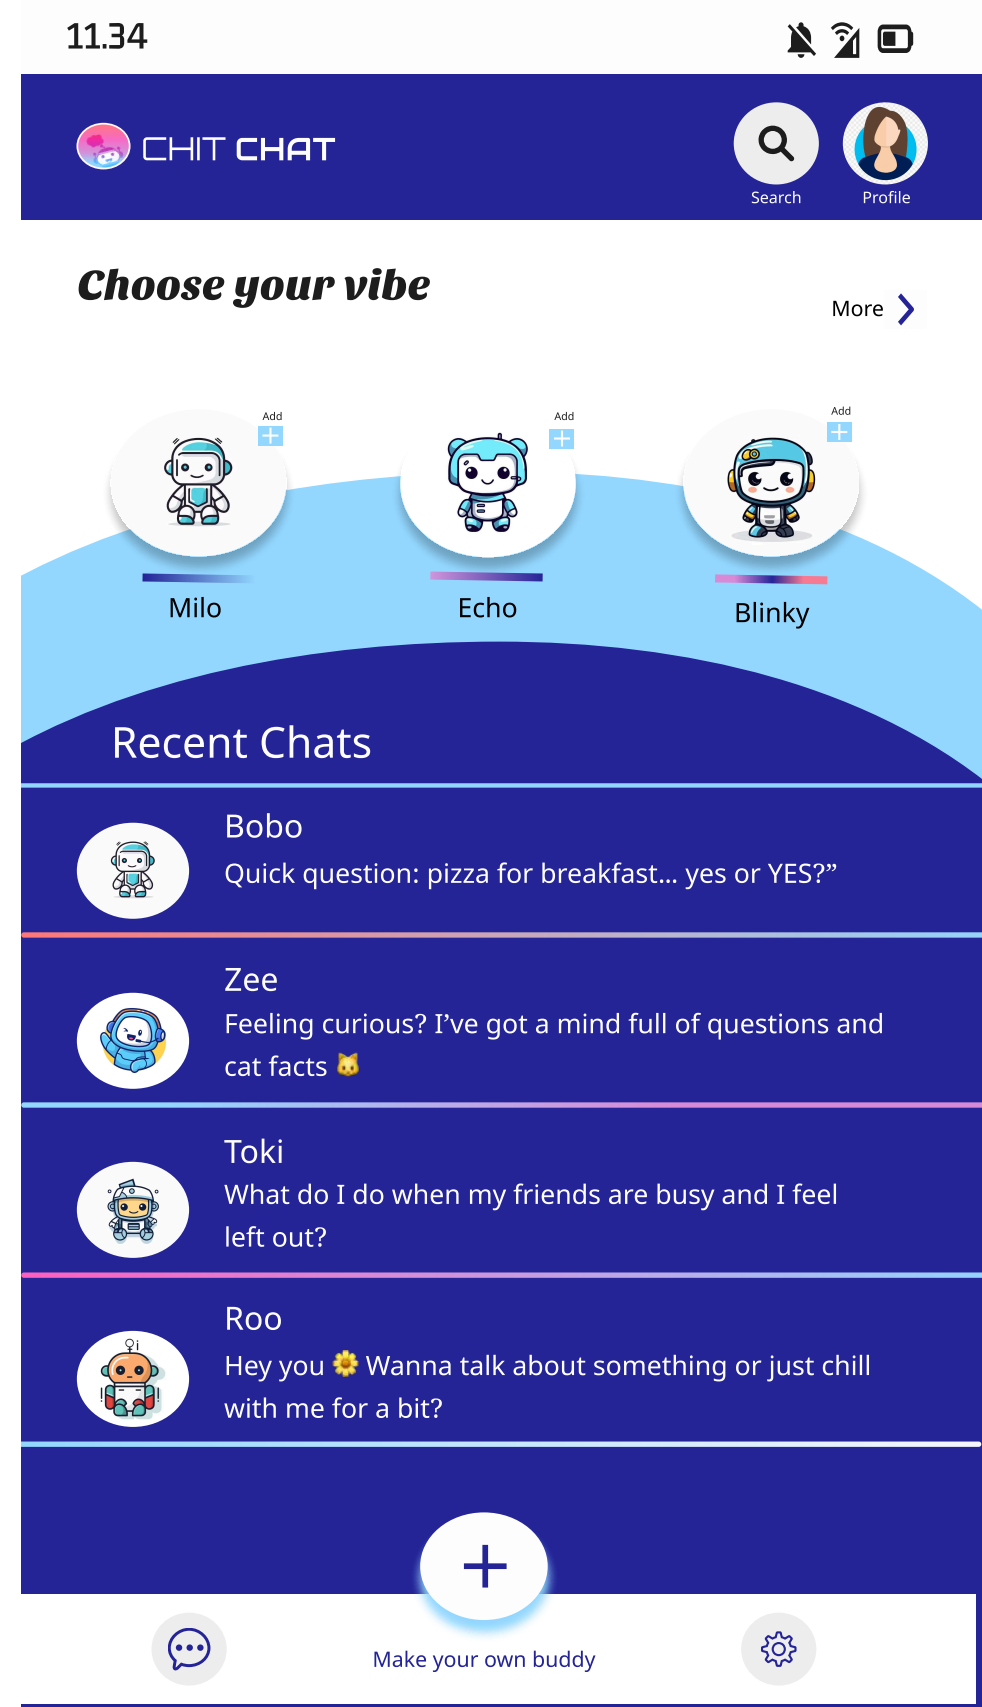 11.34
CHIT CHAT
Search
Profile
Choose your vibe
More
Add
Add
Add
Milo
Echo
Blinky
Recent Chats
Bobo
Quick question: pizza for breakfast... yes or YES?”
Zee
Feeling curious? I’ve got a mind full of questions and
cat facts 🐱
Toki
What do I do when my friends are busy and I feel
left out?
Roo
Hey you 🌼 Wanna talk about something or just chill
with me for a bit?
Make your own buddy